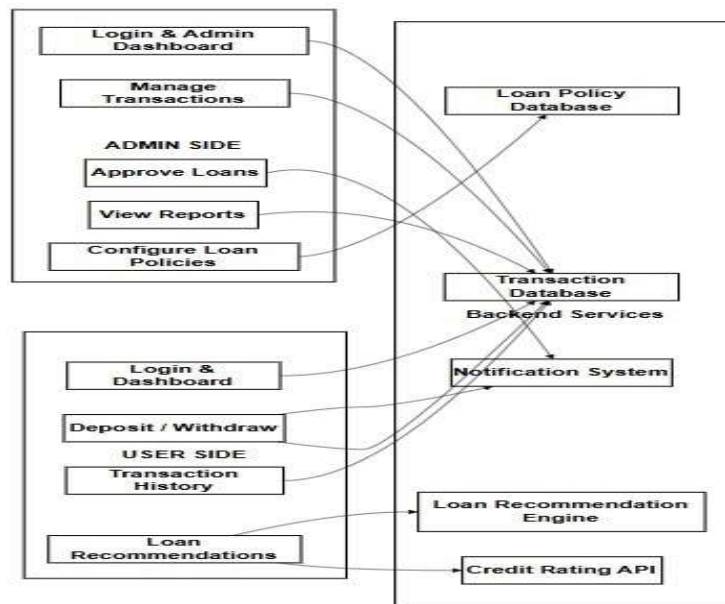 Login & Admin
Dashboard
Manage
Transactions
ADMIN SIDE
Approve Loans
View Reports
Configure Loan
Policies
Login &
Dashboard
Deposit / Withdraw
USER SIDE
Transaction
History
Loan
Recommendations
Loan Policy
Database
Transaction
Database
Backend Services
Notification System
Loan Recommendation
Engine
Credit Rating API